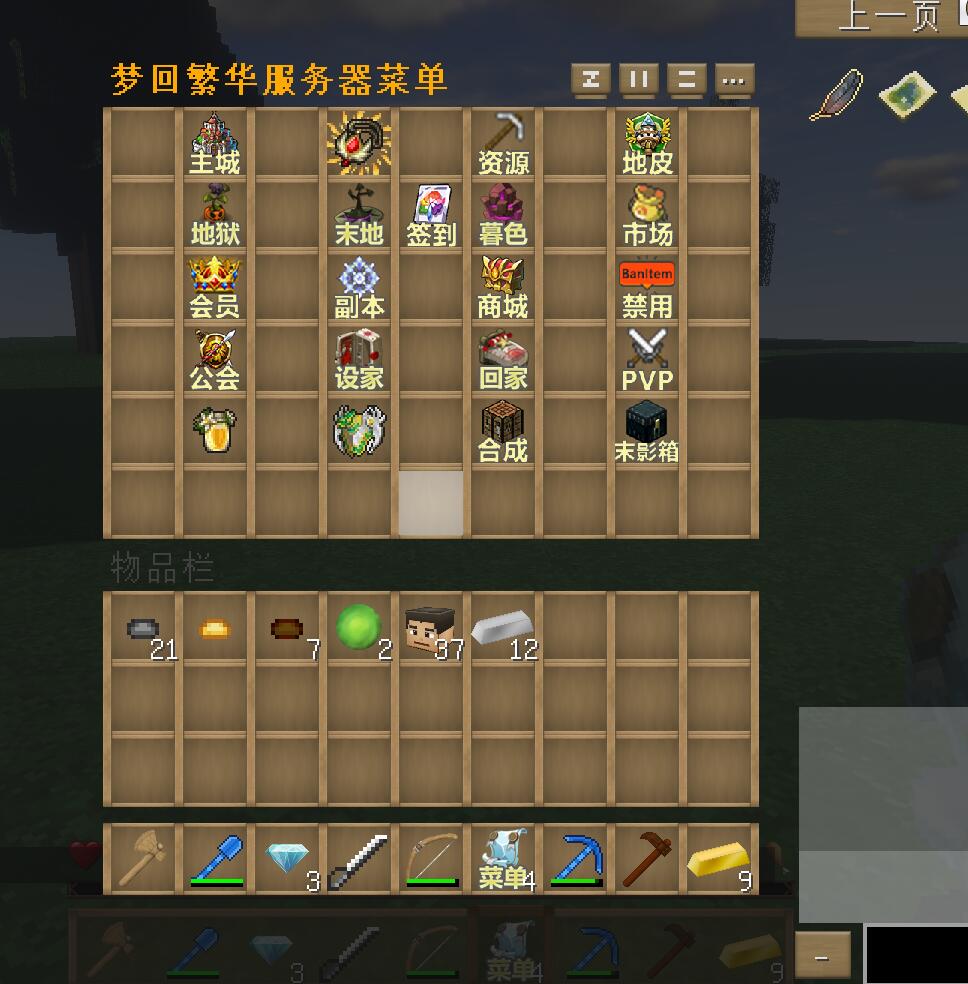 上一页
梦回繁华服务器菜单
主城 资源 地皮
地狱 末地 签到 暮色 市场
BanItem
会员 副本 商城 禁用
公会 设家 回家 PVP
合成 末影箱
物品栏
21 7 2 37 12
3 菜单4 9
3 菜单4 9